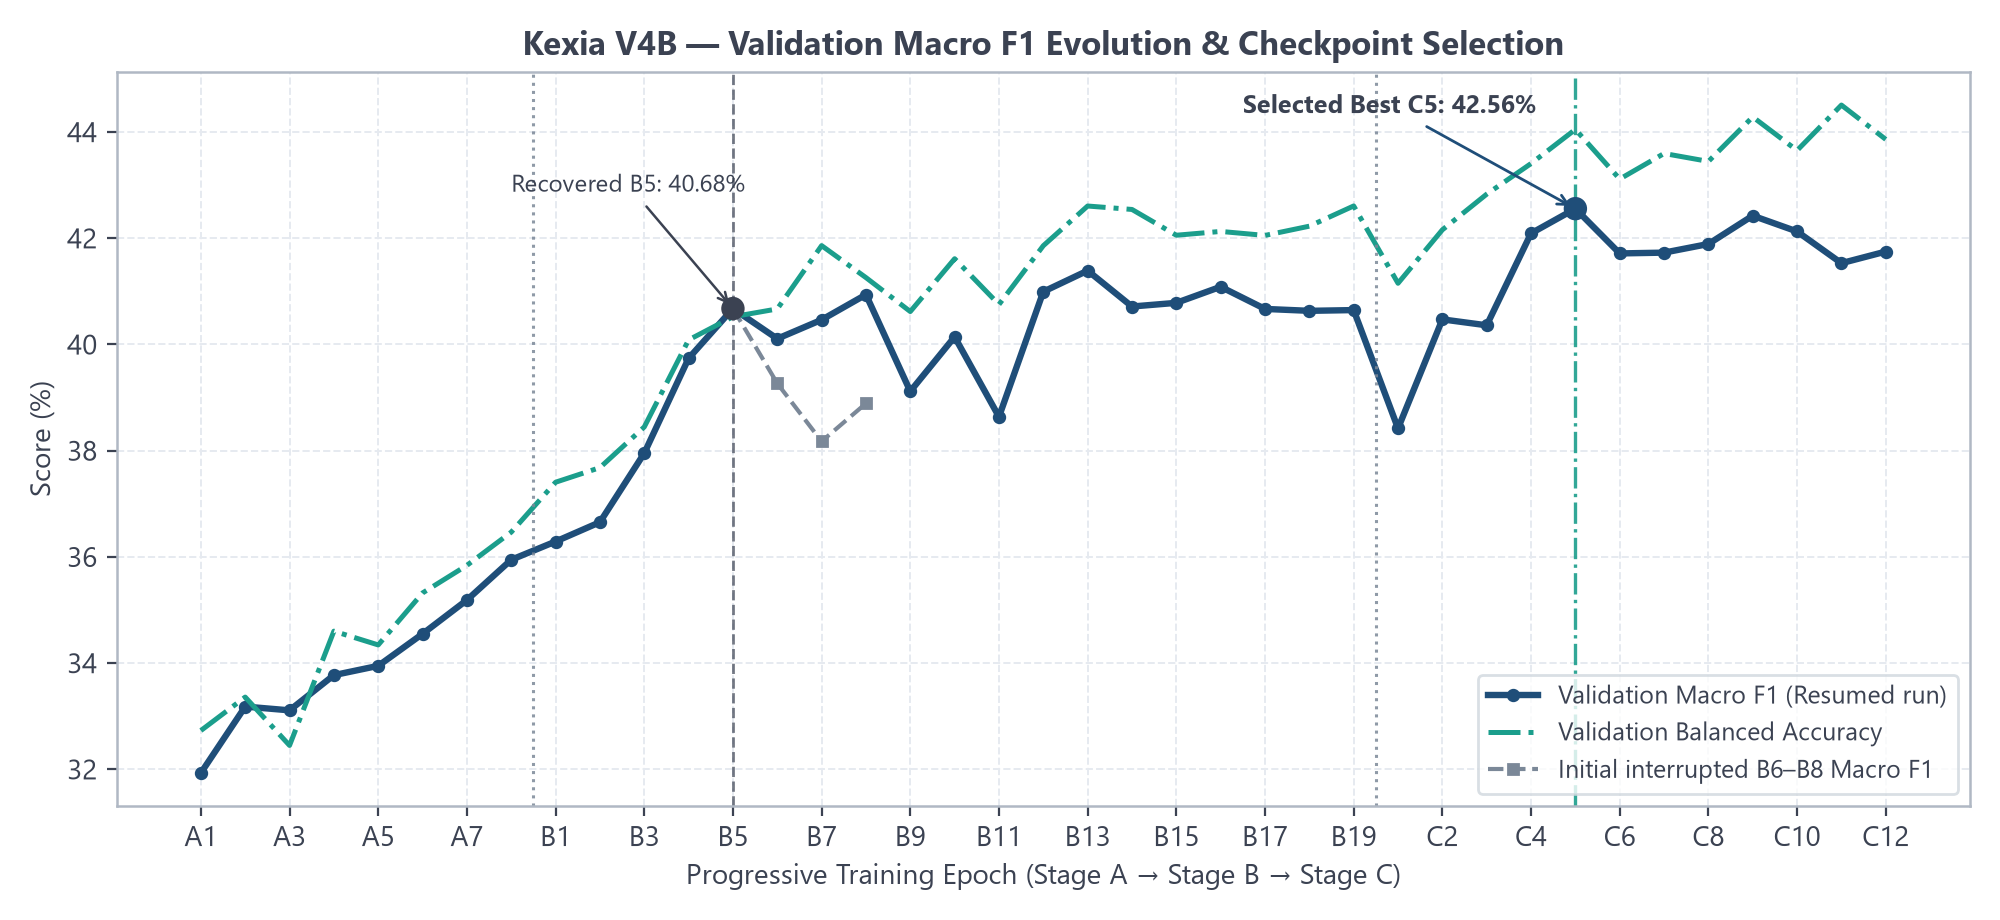 Kexia V4B — Validation Macro F1 Evolution & Checkpoint Selection
Selected Best C5: 42.56%
Recovered B5: 40.68%
Score (%)
44
42
40
38
36
34
32
Validation Macro F1 (Resumed run)
Validation Balanced Accuracy
Initial interrupted B6–B8 Macro F1
A1 A3 A5 A7 B1 B3 B5 B7 B9 B11 B13 B15 B17 B19 C2 C4 C6 C8 C10 C12
Progressive Training Epoch (Stage A → Stage B → Stage C)